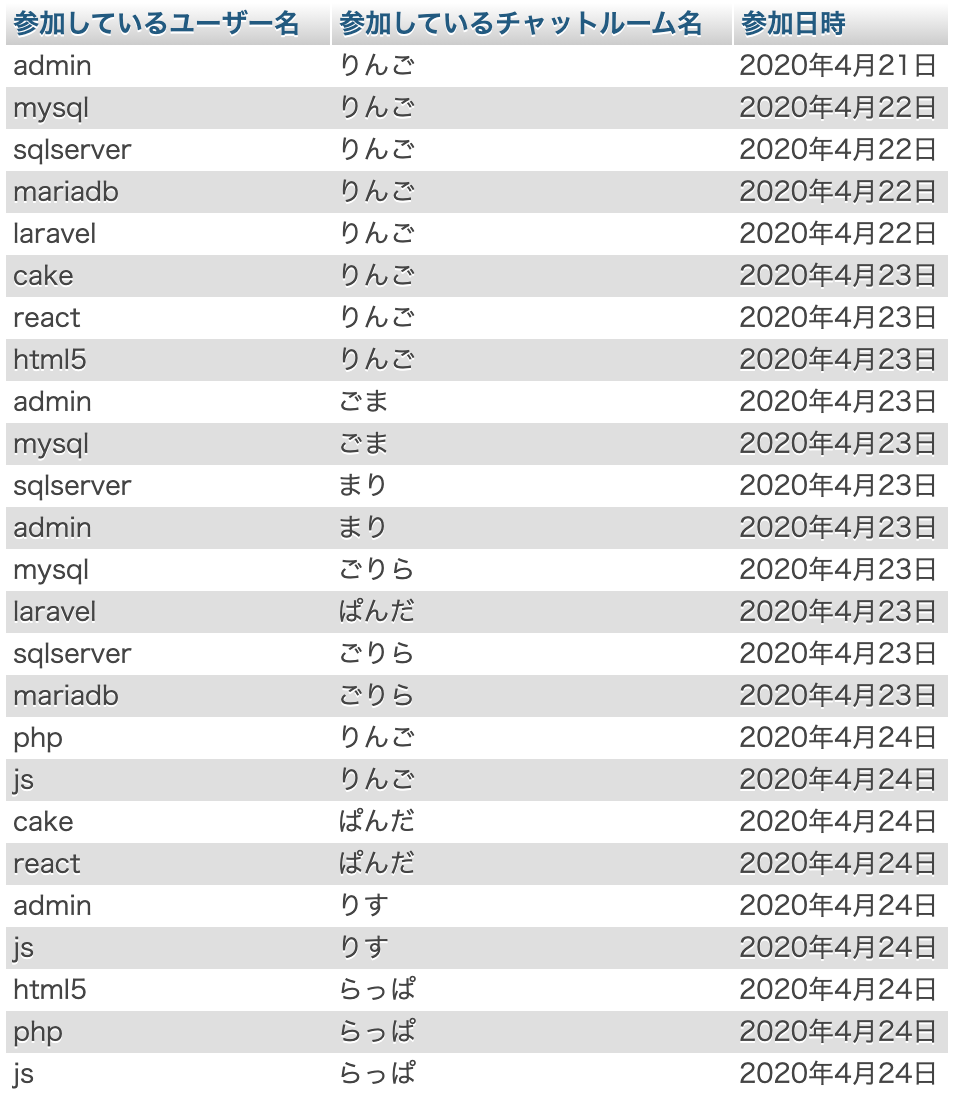 参加しているユーザー名 参加しているチャットルーム名 参加日時
admin りんご 2020年4月21日
mysql りんご 2020年4月22日
sqlserver りんご 2020年4月22日
mariadb りんご 2020年4月22日
laravel りんご 2020年4月22日
cake りんご 2020年4月23日
react りんご 2020年4月23日
html5 りんご 2020年4月23日
admin ごま 2020年4月23日
mysql ごま 2020年4月23日
sqlserver まり 2020年4月23日
admin まり 2020年4月23日
mysql ごりら 2020年4月23日
laravel ぱんだ 2020年4月23日
sqlserver ごりら 2020年4月23日
mariadb ごりら 2020年4月23日
php りんご 2020年4月24日
js りんご 2020年4月24日
cake ぱんだ 2020年4月24日
react ぱんだ 2020年4月24日
admin りす 2020年4月24日
js りす 2020年4月24日
html5 らっぱ 2020年4月24日
php らっぱ 2020年4月24日
js らっぱ 2020年4月24日